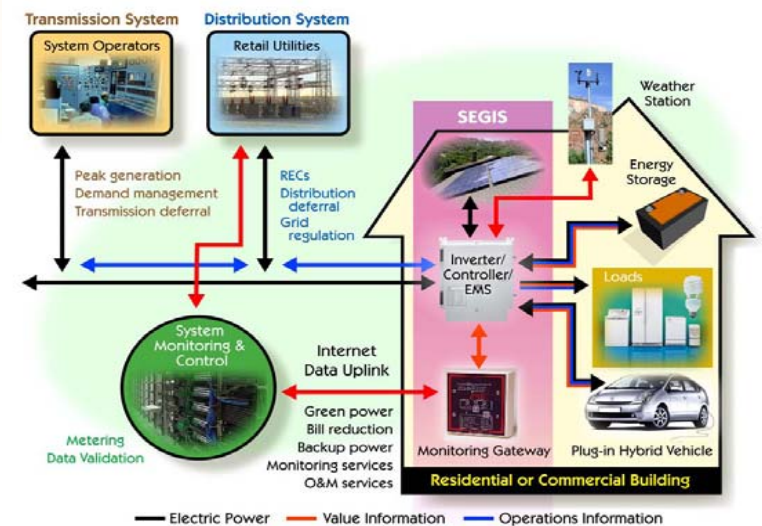 Transmission System
Distribution System
System Operators
Retail Utilities
Peak generation
Demand management
Transmission deferral
RECs
Distribution
deferral
Grid
regulation
SEGIS
Weather
Station
Energy
Storage
Inverter/
Controller/
EMS
Loads
System
Monitoring &
Control
Internet
Data Uplink
Green power
Bill reduction
Backup power
Monitoring services
O&M services
Metering
Data Validation
Monitoring Gateway
Plug-in Hybrid Vehicle
Residential or Commercial Building
Electric Power
Value Information
Operations Information